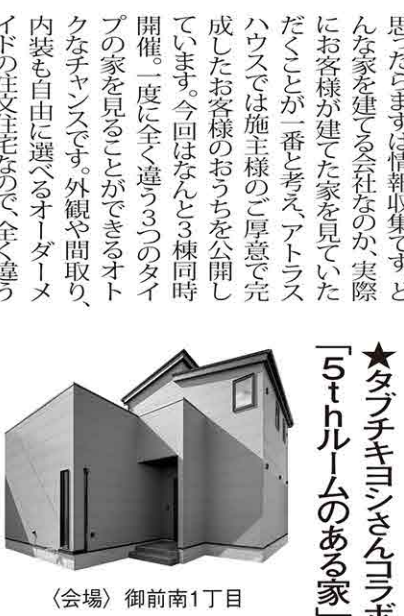 思ったらまずは情報収集です。ど
んな家を建てる会社なのか、実際
にお客様が建てた家を見ていた
だくことが一番と考え、アトラス
ハウスでは施主様のご厚意で完
成したお客様のおうちを公開し
ています。今回はなんと3棟同時
開催。一度に全く違う3つのタイ
プの家を見ることができるオト
クなチャンスです。外観や間取り、
内装も自由に選べるオーダーメ
イドの注文住宅なので、全く違う
★タブチキヨシさんコラボ
「5thルームのある家」
〈会場〉御前南1丁目